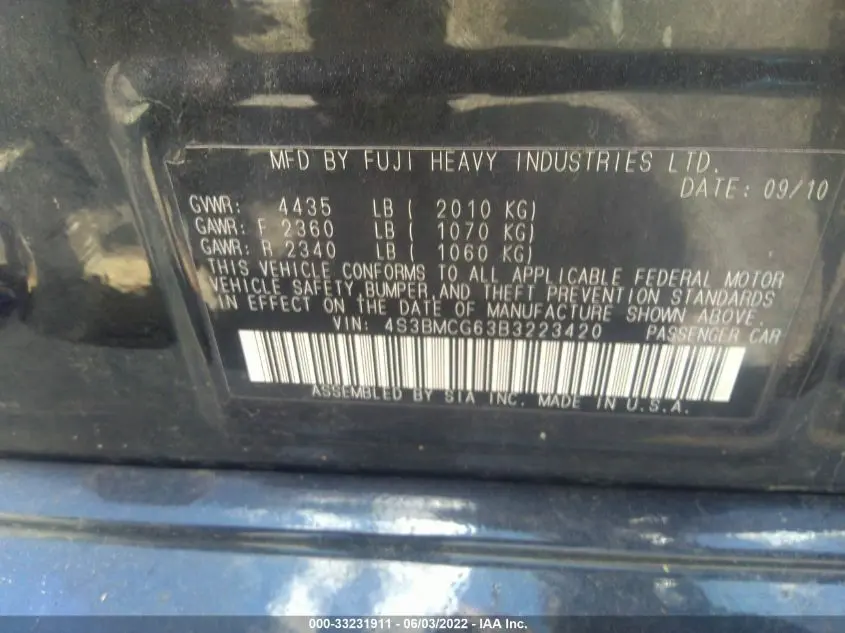 MFD BY FUJI HEAVY INDUSTRIES LTD.
DATE: 09/10
GVWR: 4435 LB ( 2010 KG)
GAWR: F 2360 LB ( 1070 KG)
GAWR: R 2340 LB ( 1060 KG)
THIS VEHICLE CONFORMS TO ALL APPLICABLE FEDERAL MOTOR
VEHICLE SAFETY, BUMPER, AND THEFT PREVENTION STANDARDS
IN EFFECT ON THE DATE OF MANUFACTURE SHOWN ABOVE.
VIN: 4S3BMCG63B3223420 PASSENGER CAR
ASSEMBLED BY SIA INC. MADE IN U.S.A.
000-33231911 - 06/03/2022 - IAA Inc.